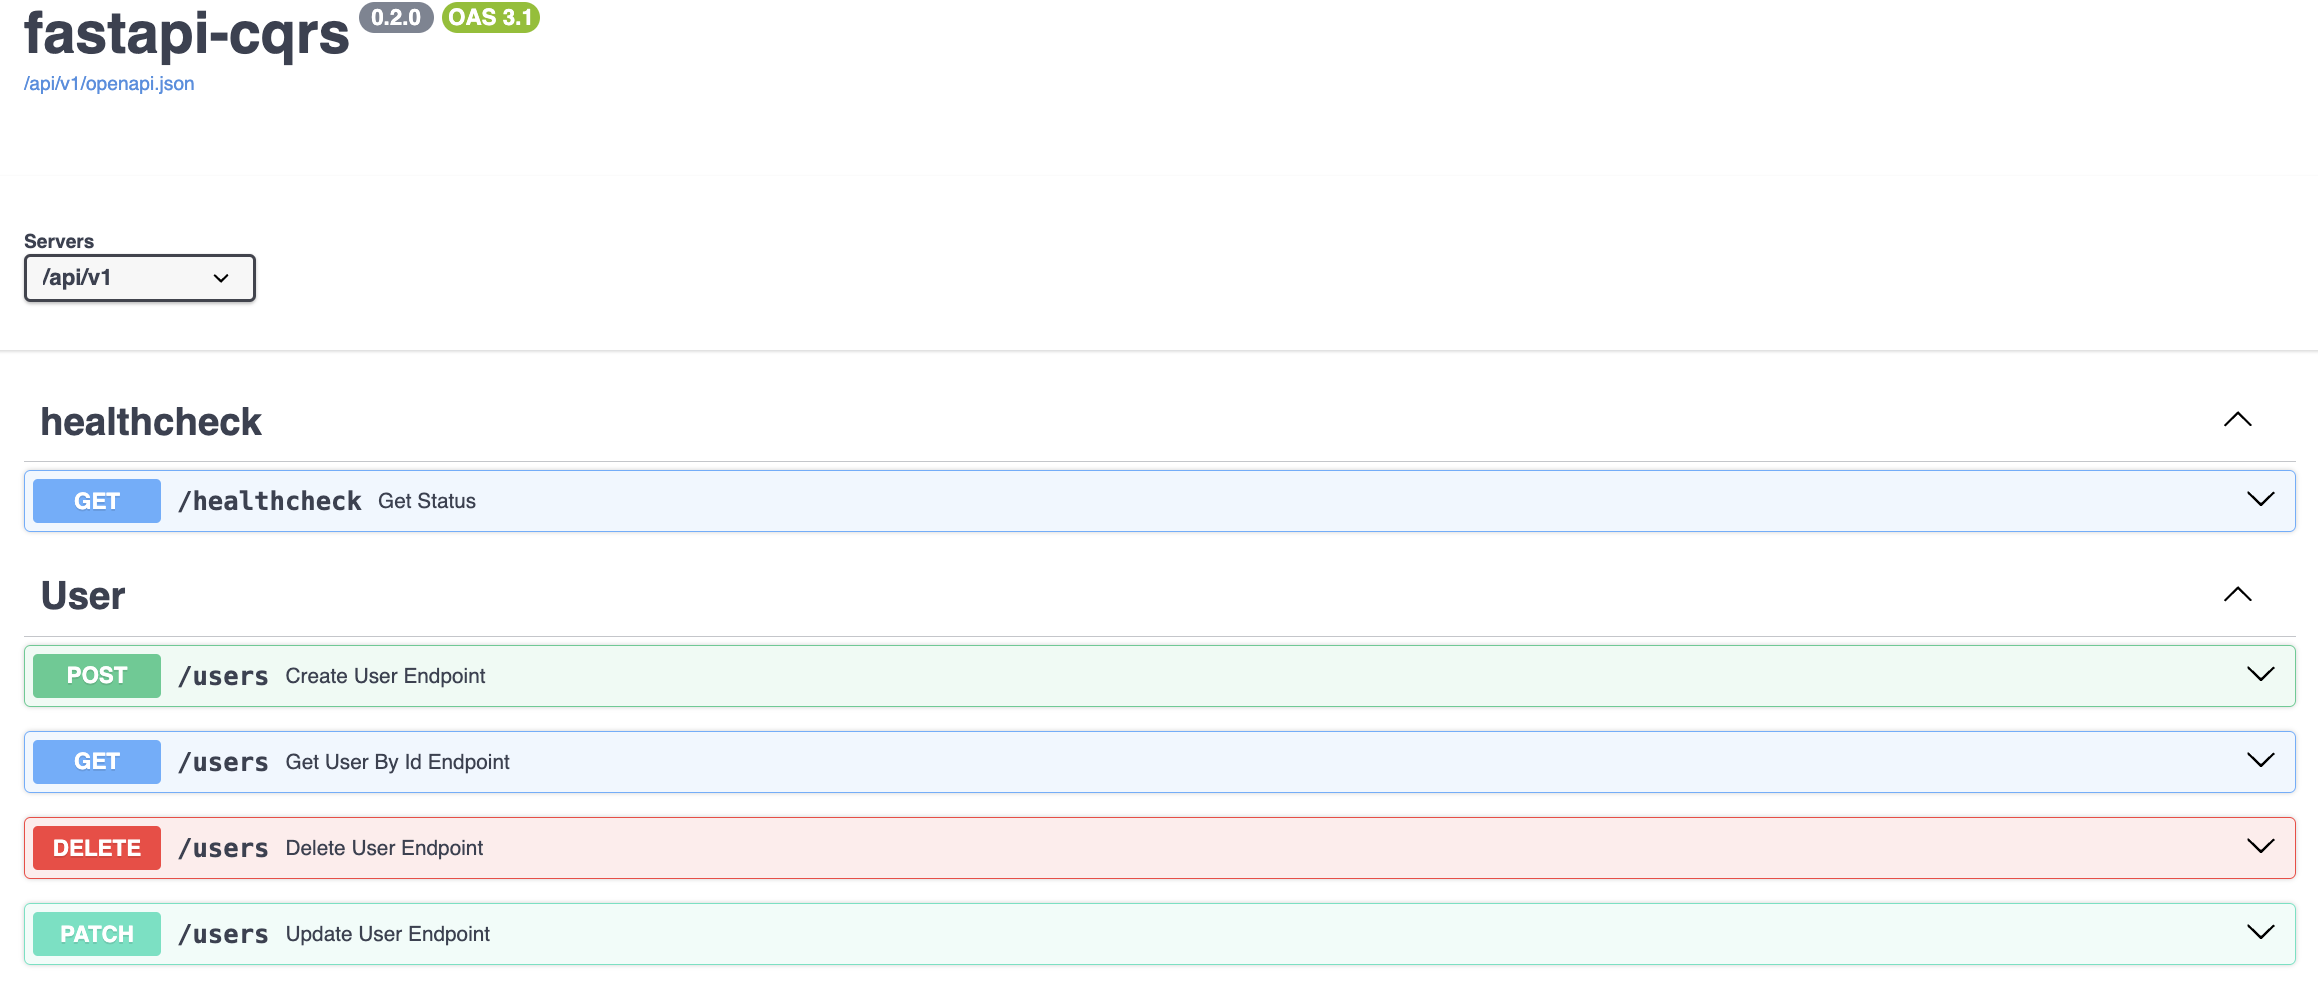 fastapi-cqrs 0.2.0 OAS 3.1
/api/v1/openapi.json
Servers
/api/v1
healthcheck
GET /healthcheck Get Status
User
POST /users Create User Endpoint
GET /users Get User By Id Endpoint
DELETE /users Delete User Endpoint
PATCH /users Update User Endpoint